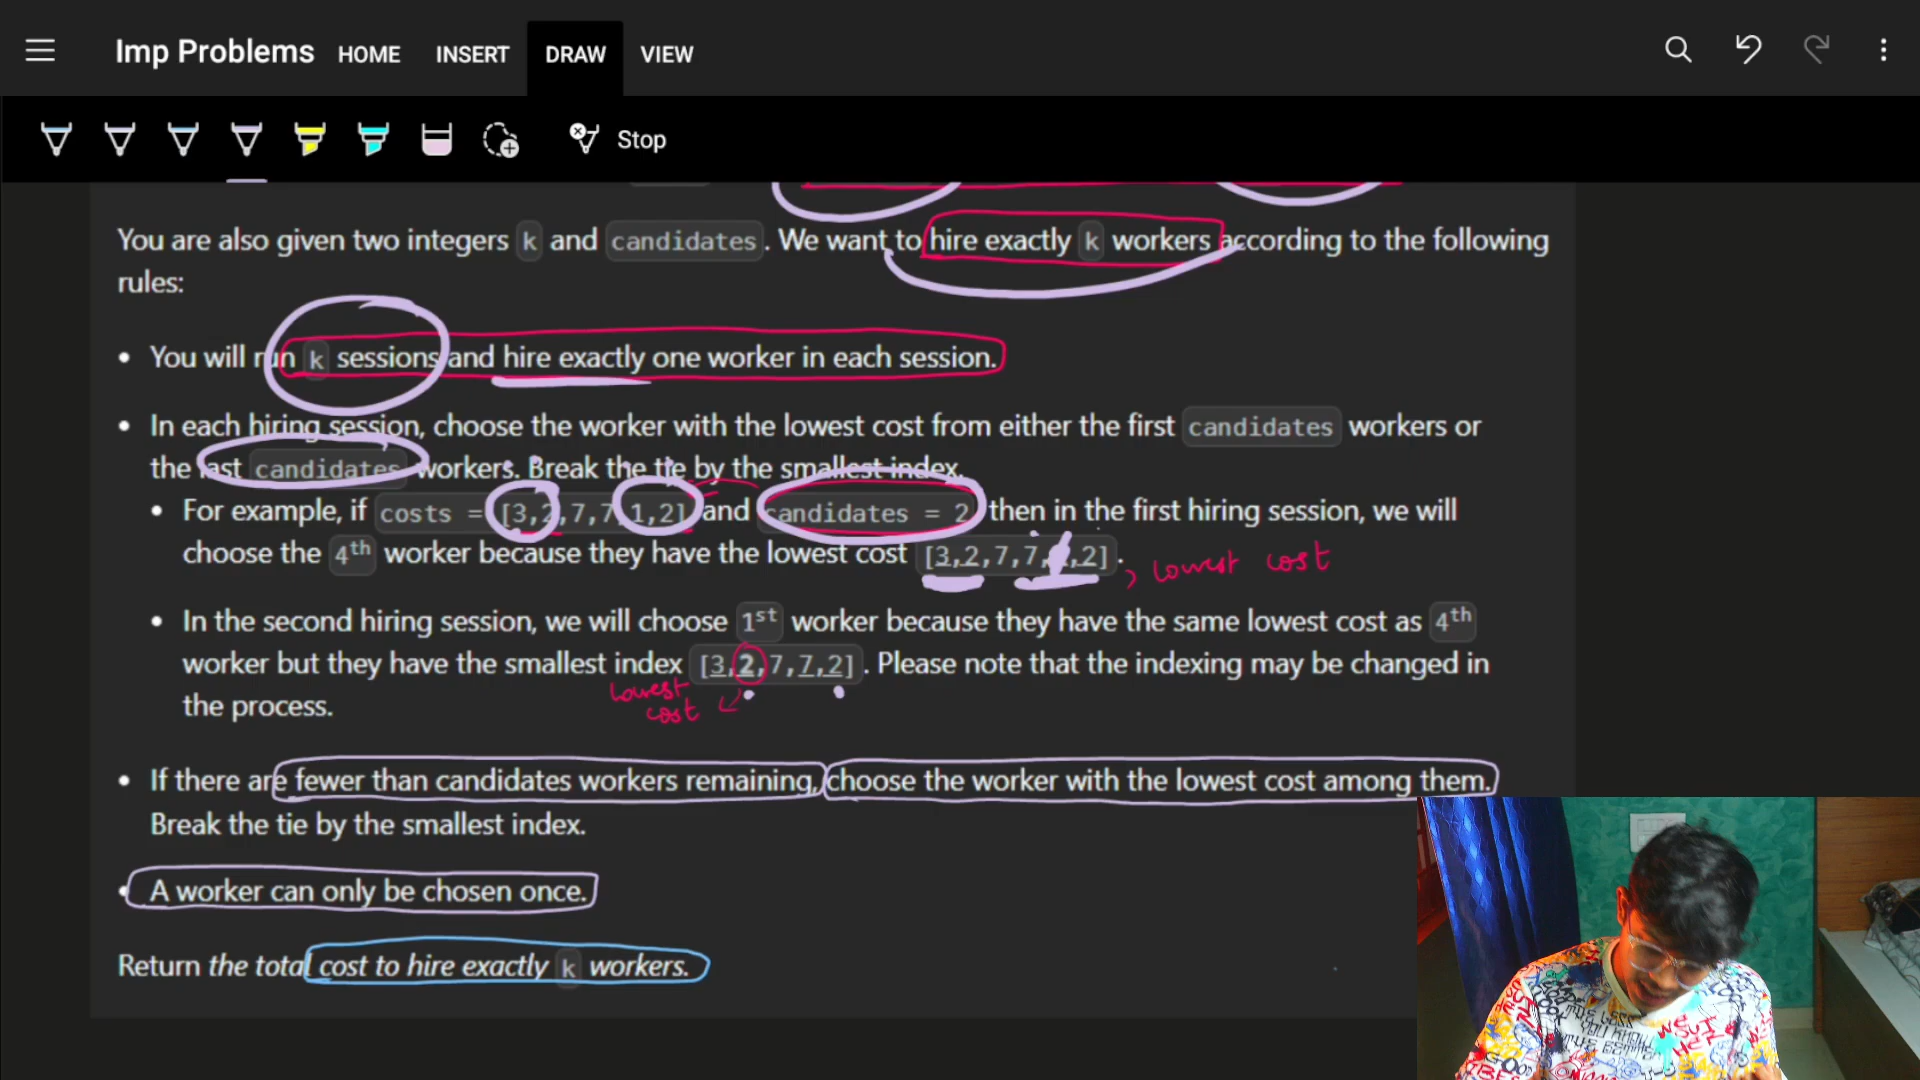 Imp Problems HOME INSERT DRAW VIEW
Stop
You are also given two integers k and candidates. We want to hire exactly k workers according to the following
rules:
• You will run k sessions and hire exactly one worker in each session.
• In each hiring session, choose the worker with the lowest cost from either the first candidates workers or
the last candidates workers. Break the tie by the smallest index.
• For example, if costs = [3,2,7,7,1,2] and candidates = 2 then in the first hiring session, we will
choose the 4th worker because they have the lowest cost [3,2,7,7,1,2].
, lowest cost
• In the second hiring session, we will choose 1st worker because they have the same lowest cost as 4th
worker but they have the smallest index [3,2,7,7,2]. Please note that the indexing may be changed in
lowest
cost
the process.
• If there are fewer than candidates workers remaining, choose the worker with the lowest cost among them.
Break the tie by the smallest index.
• A worker can only be chosen once.
Return the total cost to hire exactly k workers.